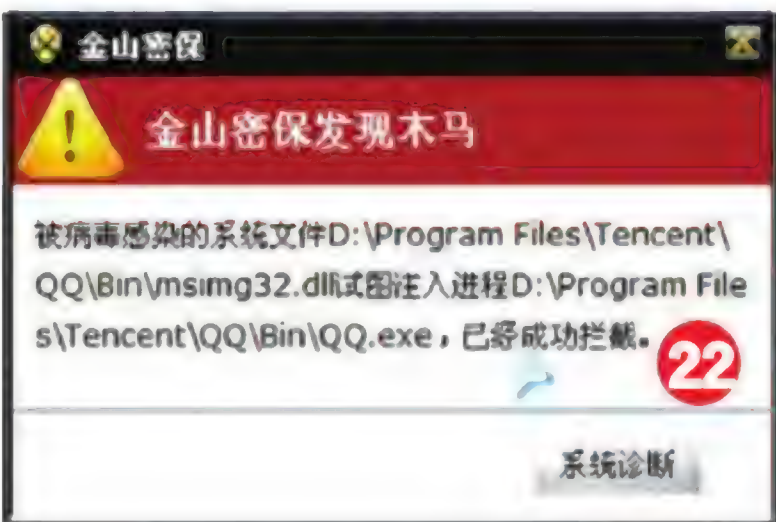 金山密保
金山密保发现木马
被病毒感染的系统文件D:\Program Files\Tencent\
QQ\Bin\msimg32.dll试图注入进程D:\Program File
s\Tencent\QQ\Bin\QQ.exe，已经成功拦截。
22
系统诊断